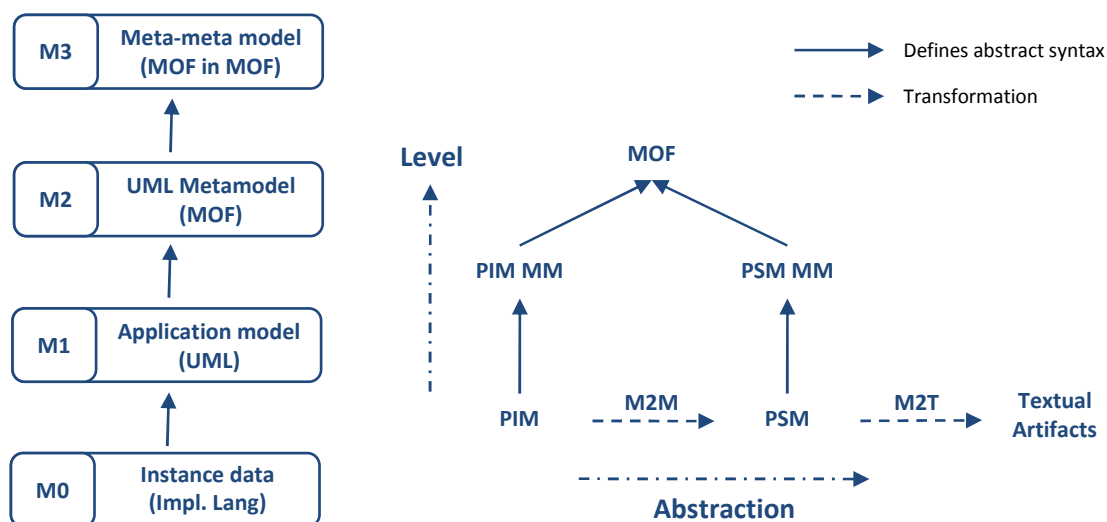 M3
Meta-meta model
(MOF in MOF)
M2
UML Metamodel
(MOF)
M1
Application model
(UML)
M0
Instance data
(Impl. Lang)
Defines abstract syntax
Transformation
Level
MOF
PIM MM
PSM MM
PIM
M2M
PSM
M2T
Textual
Artifacts
Abstraction